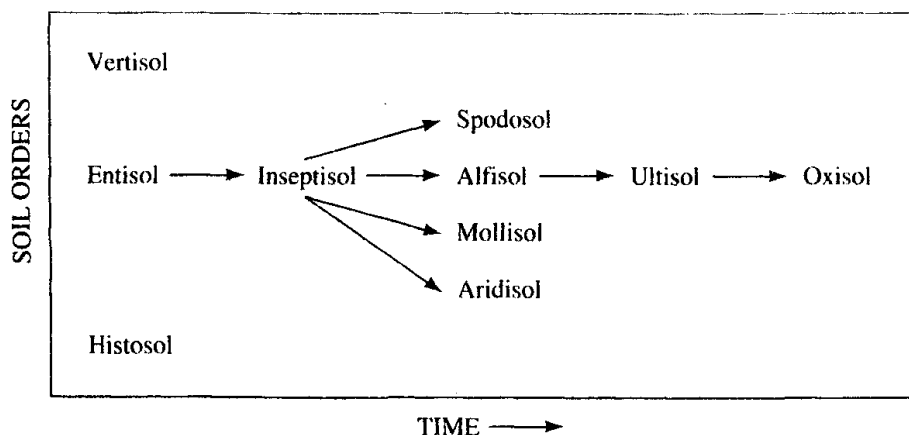 SOIL ORDERS
Vertisol
Spodosol
Entisol Inseptisol Alfisol Ultisol Oxisol
Mollisol
Aridisol
Histosol
TIME